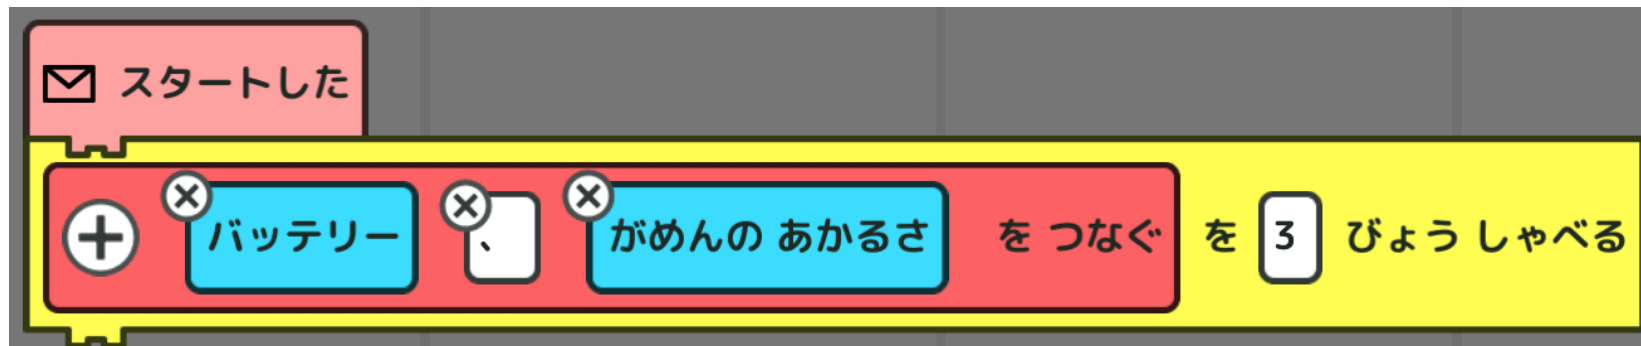 スタートした
バッテリー 、 がめんの あかるさ を つなぐ を 3 びょう しゃべる